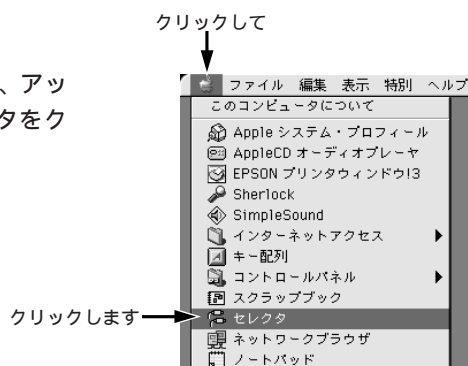 クリックして
、アッ
タをク
ファイル 編集 表示 特別 ヘルプ
このコンピュータについて
Apple システム・プロフィール
AppleCD オーディオプレーヤ
EPSON プリンタウィンドウ!3
Sherlock
SimpleSound
インターネットアクセス
キー配列
コントロールパネル
スクラップブック
クリックします
セレクタ
ネットワークブラウザ
ノートパッド